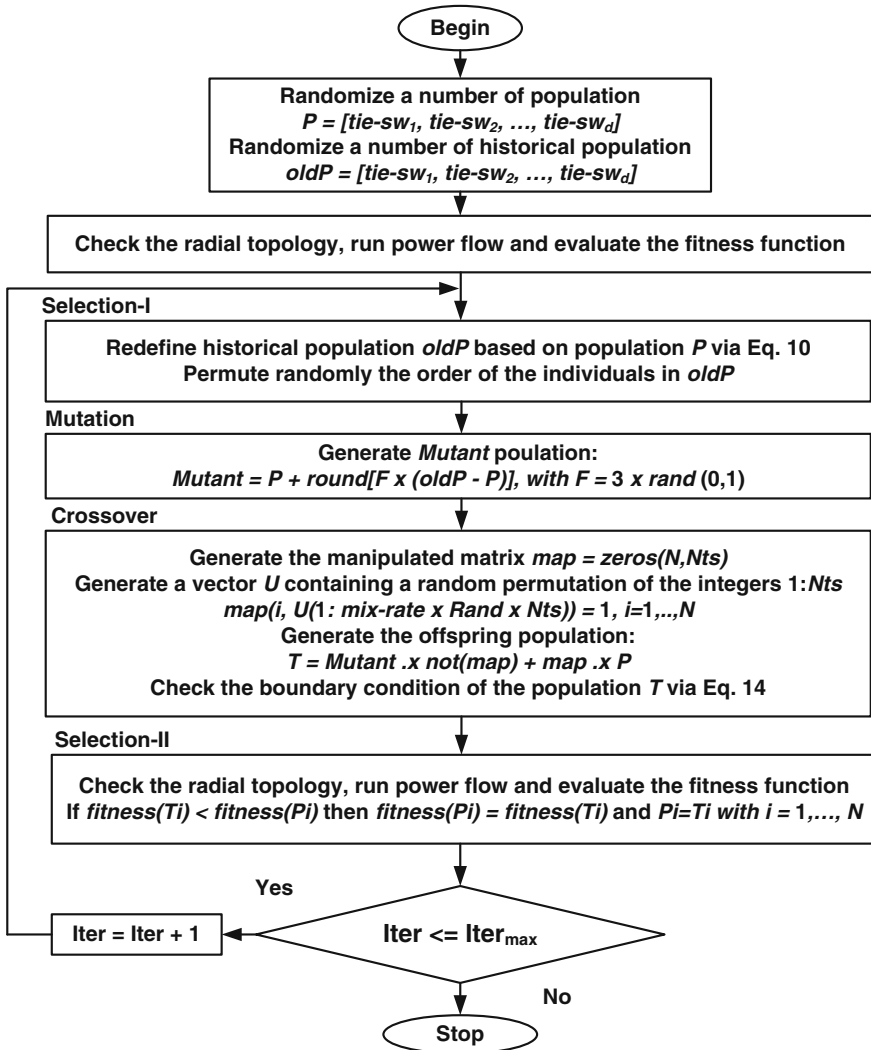 Begin
Randomize a number of population
P = [tie-sw₁, tie-sw₂, …, tie-sw_d]
Randomize a number of historical population
oldP = [tie-sw₁, tie-sw₂, …, tie-sw_d]
Check the radial topology, run power flow and evaluate the fitness function
Selection-I
Redefine historical population oldP based on population P via Eq. 10
Permute randomly the order of the individuals in oldP
Mutation
Generate Mutant poulation:
Mutant = P + round[F x (oldP - P)], with F = 3 x rand (0,1)
Crossover
Generate the manipulated matrix map = zeros(N,Nts)
Generate a vector U containing a random permutation of the integers 1:Nts
map(i, U(1: mix-rate x Rand x Nts)) = 1, i=1,..,N
Generate the offspring population:
T = Mutant .x not(map) + map .x P
Check the boundary condition of the population T via Eq. 14
Selection-II
Check the radial topology, run power flow and evaluate the fitness function
If fitness(Ti) < fitness(Pi) then fitness(Pi) = fitness(Ti) and Pi=Ti with i = 1,…, N
Yes
Iter = Iter + 1
Iter <= Iter_max
No
Stop